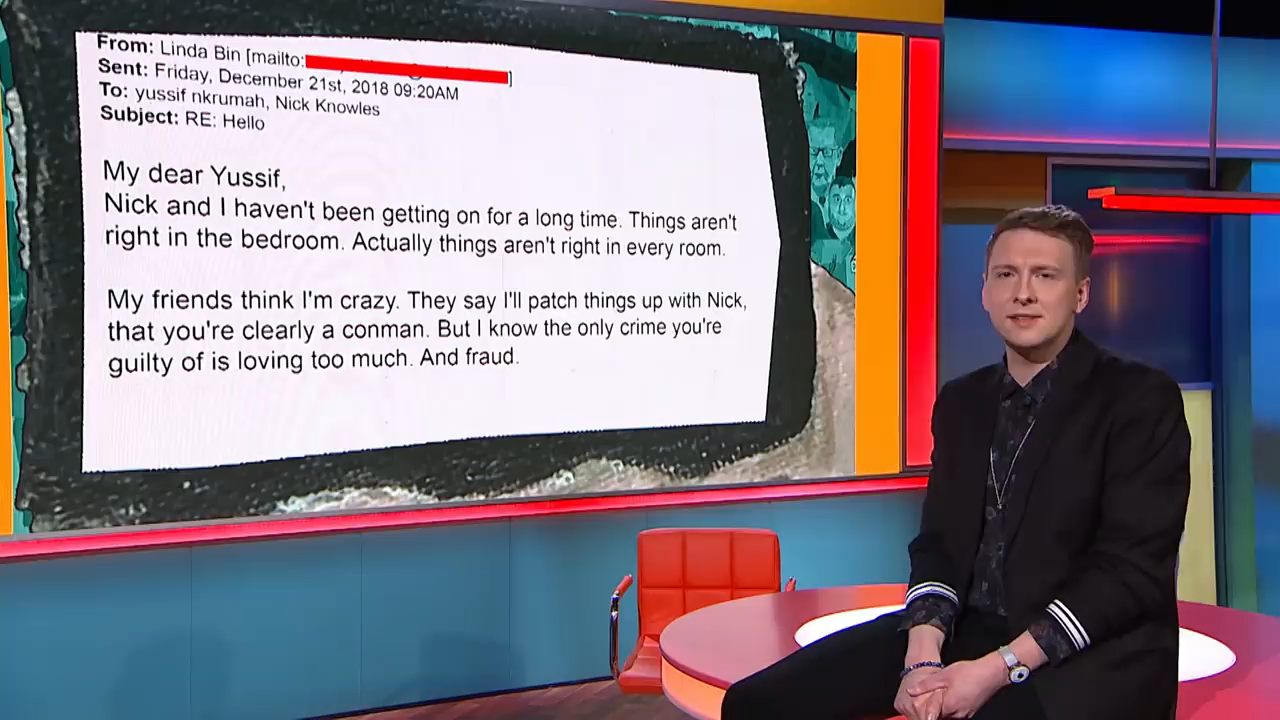 From: Linda Bin [mailto: ]
Sent: Friday, December 21st, 2018 09:20AM
To: yussif nkrumah, Nick Knowles
Subject: RE: Hello
My dear Yussif,
Nick and I haven't been getting on for a long time. Things aren't
right in the bedroom. Actually things aren't right in every room.
My friends think I'm crazy. They say I'll patch things up with Nick,
that you're clearly a conman. But I know the only crime you're
guilty of is loving too much. And fraud.